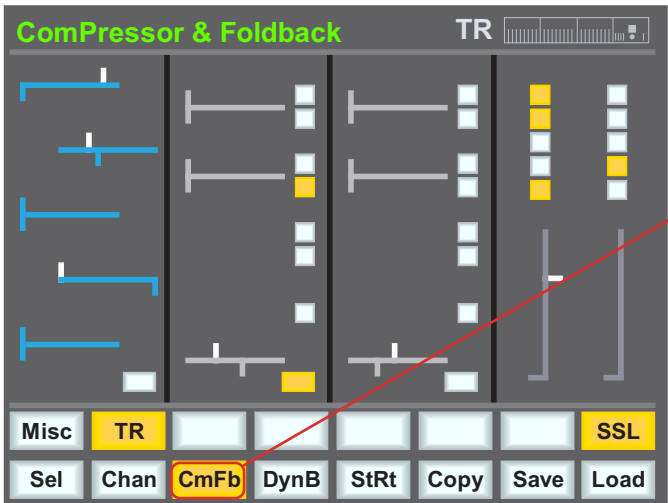 ComPressor & Foldback TR
Misc TR SSL
Sel Chan CmFb DynB StRt Copy Save Load